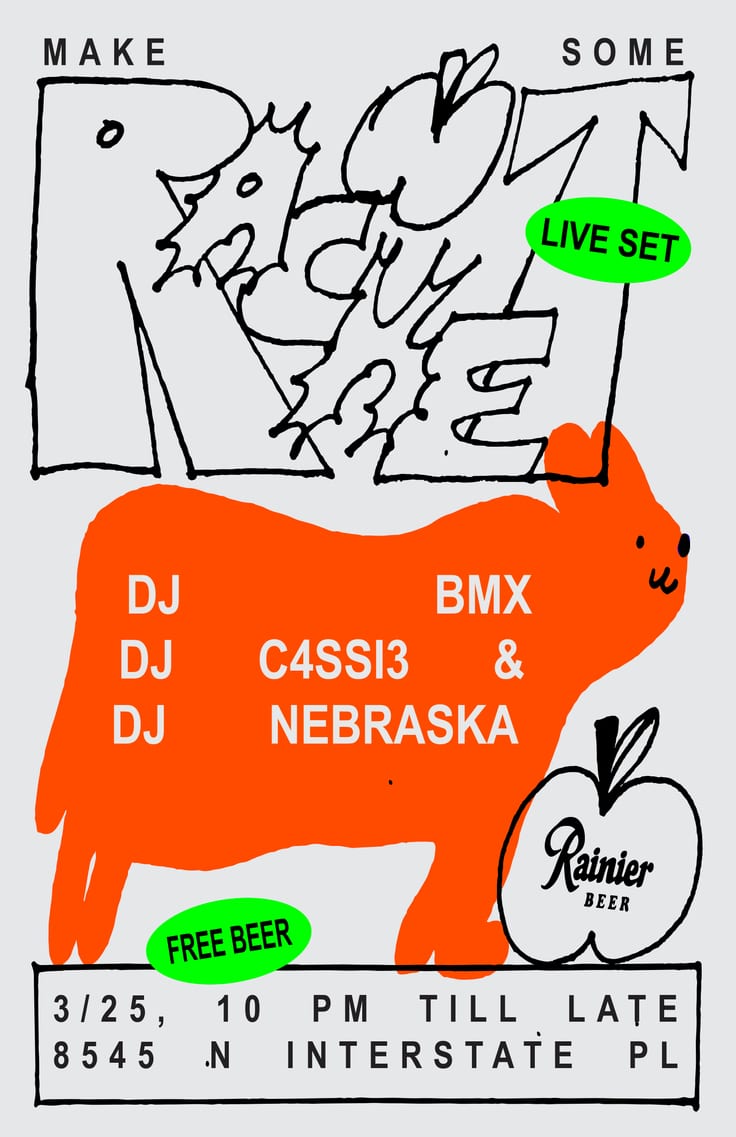 MAKE SOME
RACKET
LIVE SET
DJ BMX
DJ C4SSI3 &
DJ NEBRASKA
Rainier
BEER
FREE BEER
3/25, 10 PM TILL LATE
8545 N INTERSTATE PL